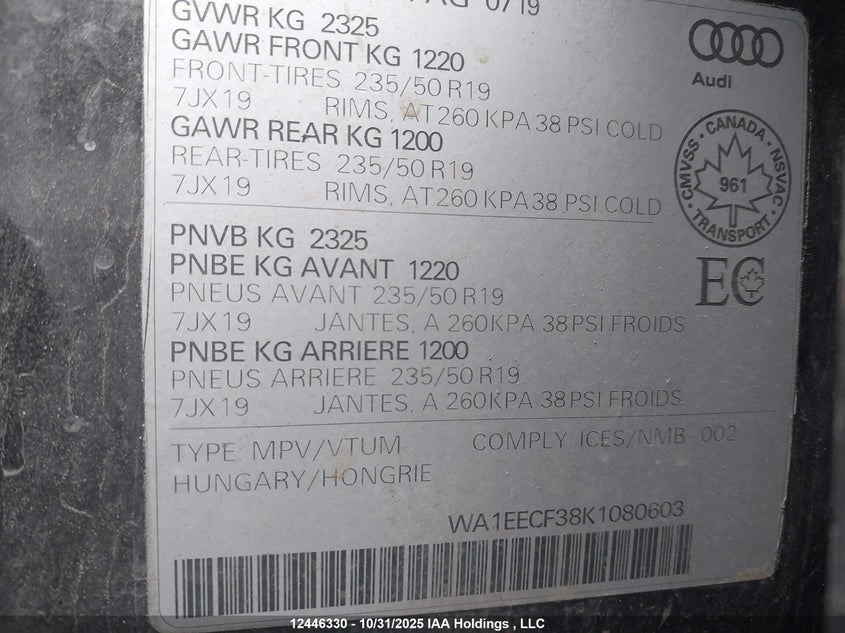 AG 07/19
GVWR KG 2325
GAWR FRONT KG 1220
FRONT-TIRES 235/50 R19
7JX19 RIMS, AT 260 KPA 38 PSI COLD
GAWR REAR KG 1200
REAR-TIRES 235/50 R19
7JX19 RIMS, AT 260 KPA 38 PSI COLD
Audi
CMVSS · CANADA · NSVAC
961
TRANSPORT
EC
PNVB KG 2325
PNBE KG AVANT 1220
PNEUS AVANT 235/50 R19
7JX19 JANTES, A 260KPA 38PSI FROIDS
PNBE KG ARRIERE 1200
PNEUS ARRIERE 235/50 R19
7JX19 JANTES, A 260KPA 38PSI FROIDS
TYPE: MPV/VTUM COMPLY: ICES/NMB - 002
HUNGARY/HONGRIE
WA1EECF38K1080603
12446330 - 10/31/2025 IAA Holdings , LLC